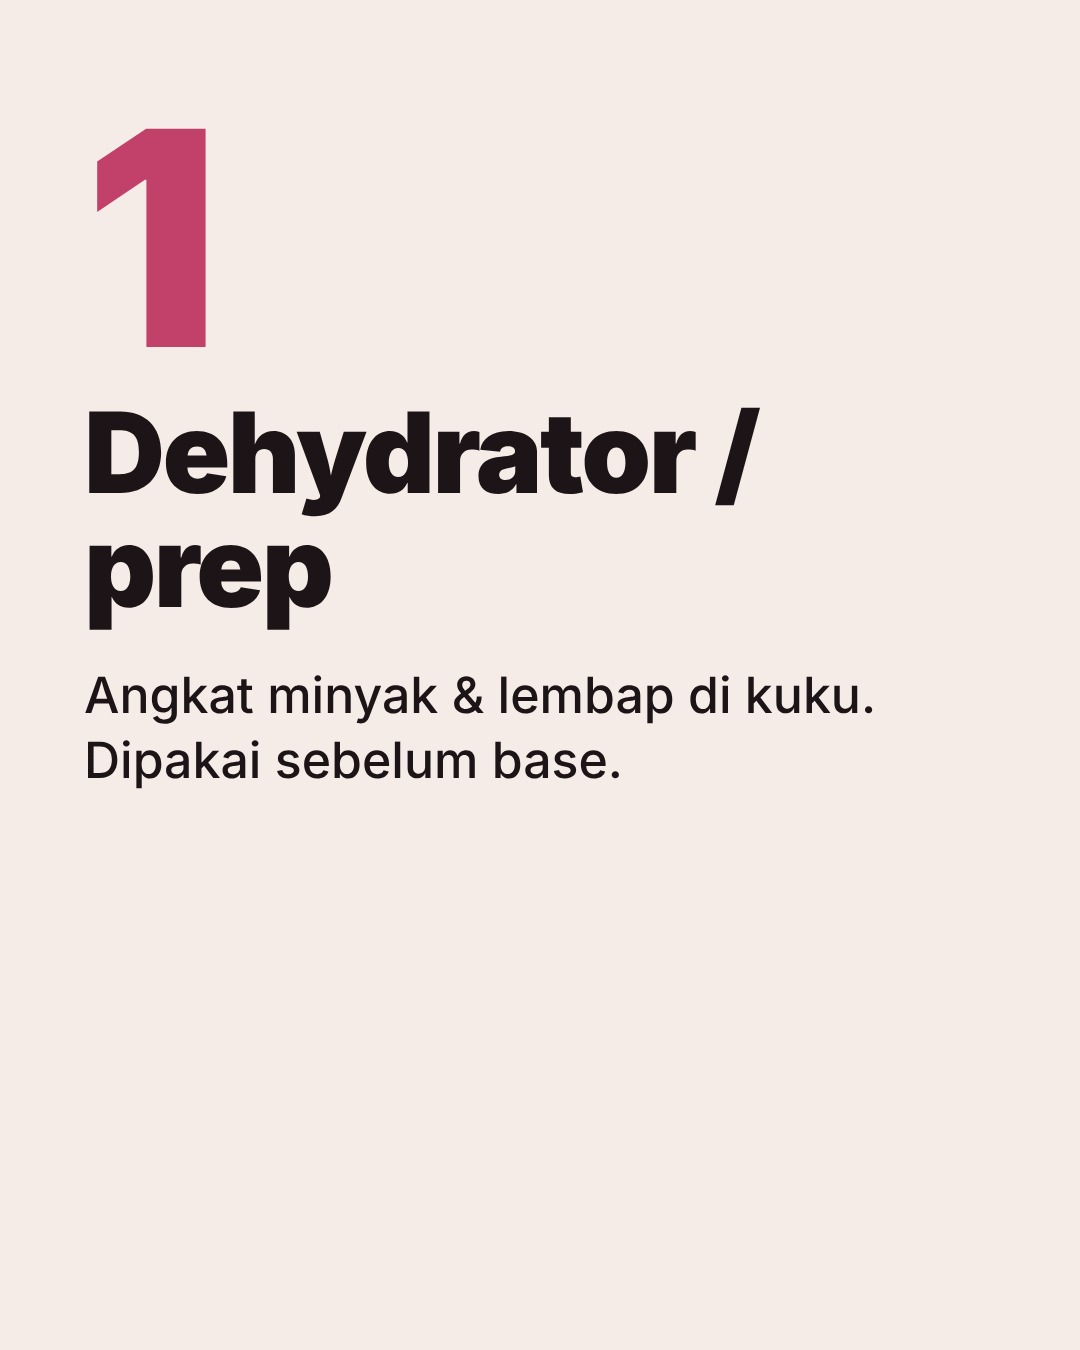 1
Dehydrator /
prep
Angkat minyak & lembap di kuku.
Dipakai sebelum base.